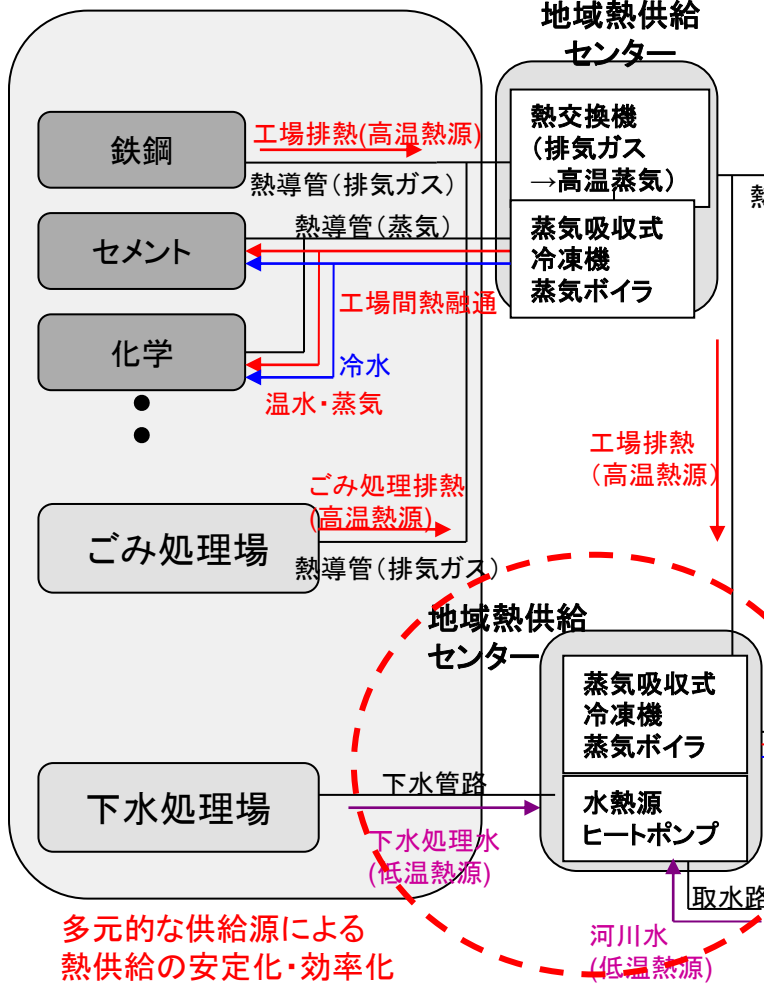 地域熱供給
センター
鉄鋼
工場排熱(高温熱源)
熱導管(排気ガス)
熱交換機
(排気ガス
→高温蒸気)
熱
セメント
熱導管(蒸気)
蒸気吸収式
冷凍機
蒸気ボイラ
工場間熱融通
化学
冷水
温水・蒸気
●
●
工場排熱
(高温熱源)
ごみ処理排熱
(高温熱源)
ごみ処理場
熱導管(排気ガス)
地域熱供給
センター
蒸気吸収式
冷凍機
蒸気ボイラ
下水処理場
下水管路
下水処理水
(低温熱源)
水熱源
ヒートポンプ
取水路
河川水
(低温熱源)
多元的な供給源による
熱供給の安定化・効率化